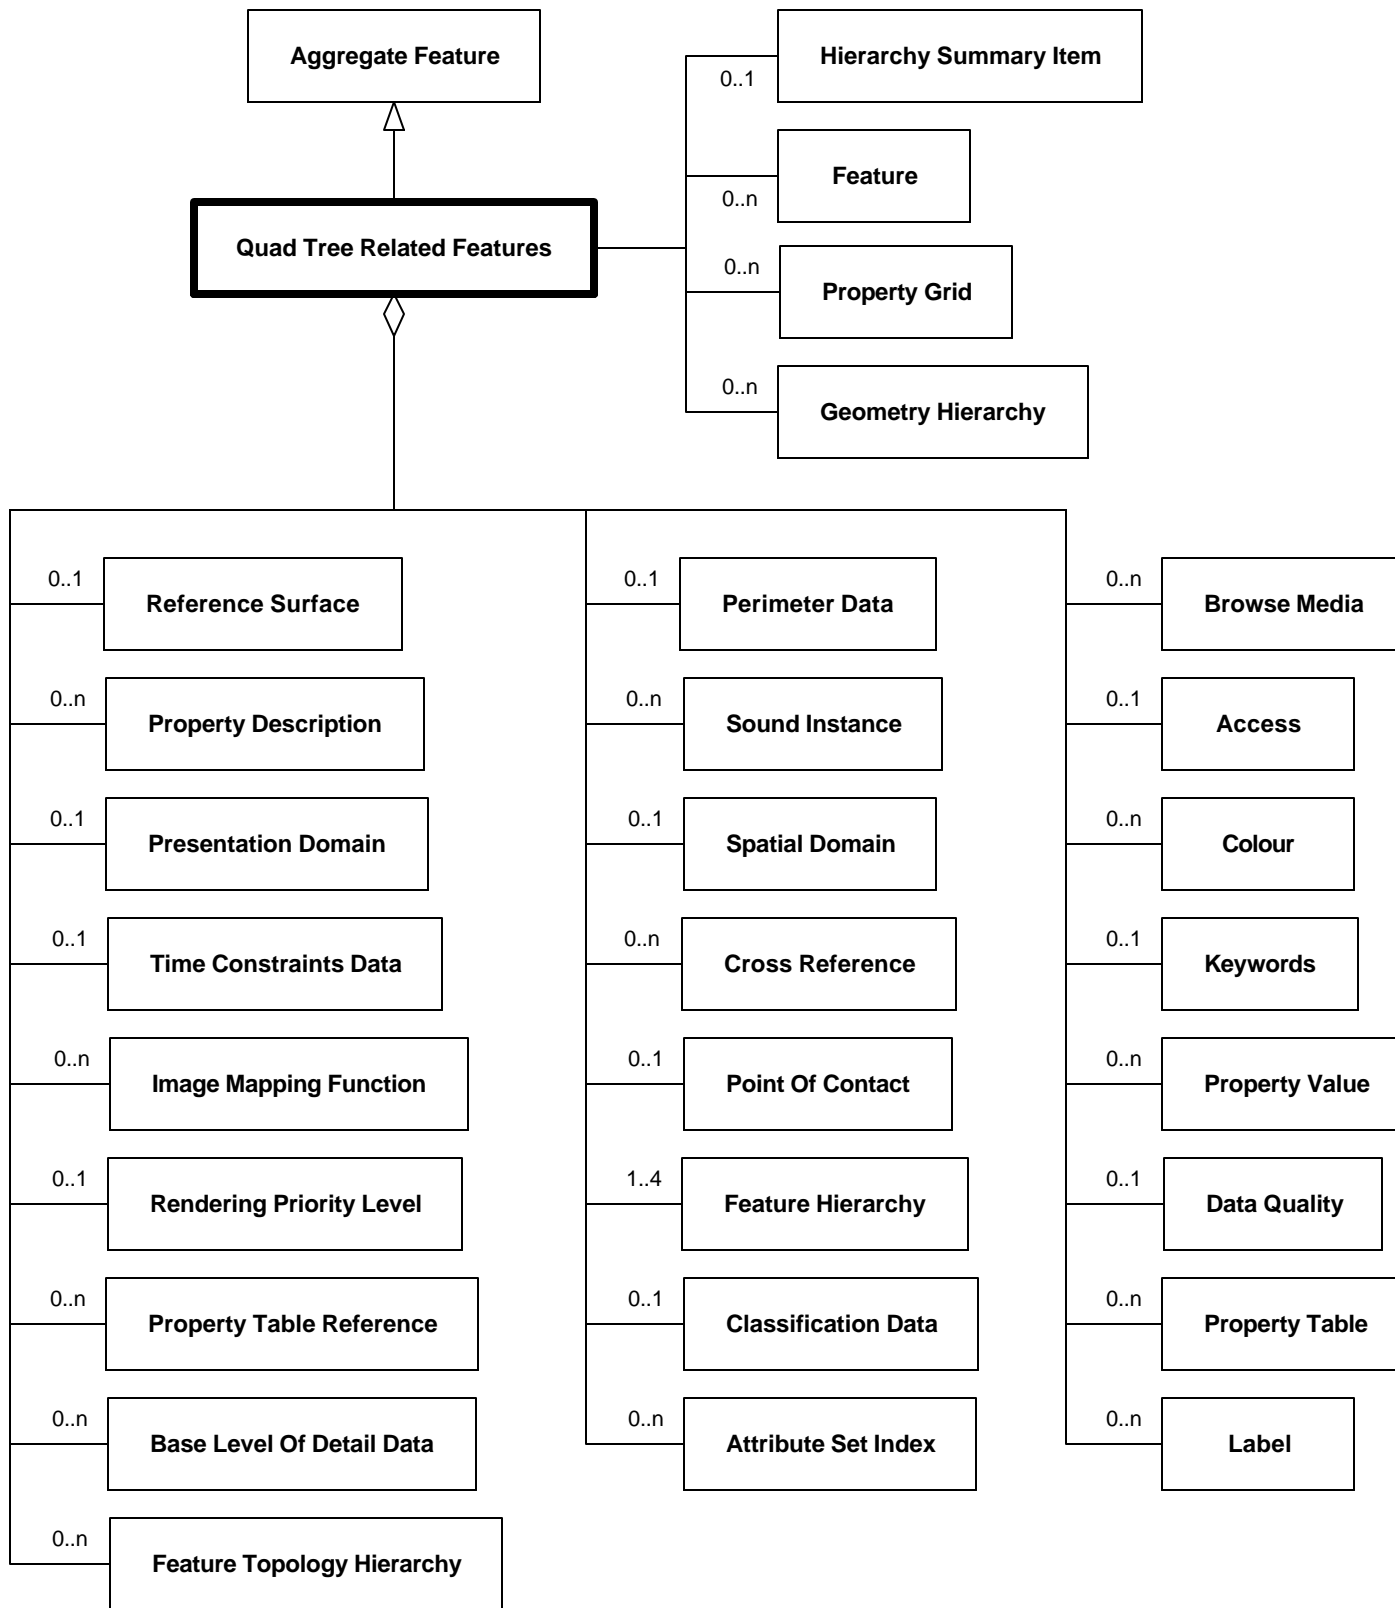 Aggregate Feature
Hierarchy Summary Item
0..1
Feature
0..n
Quad Tree Related Features
0..n
Property Grid
0..n
Geometry Hierarchy
0..1
Reference Surface
0..1
Perimeter Data
0..n
Browse Media
0..n
Property Description
0..n
Sound Instance
0..1
Access
0..1
Presentation Domain
0..1
Spatial Domain
0..n
Colour
0..1
Time Constraints Data
0..n
Cross Reference
0..1
Keywords
0..n
Image Mapping Function
0..1
Point Of Contact
0..n
Property Value
0..1
Rendering Priority Level
1..4
Feature Hierarchy
0..1
Data Quality
0..n
Property Table Reference
0..1
Classification Data
0..n
Property Table
0..n
Base Level Of Detail Data
0..n
Attribute Set Index
0..n
Label
0..n
Feature Topology Hierarchy